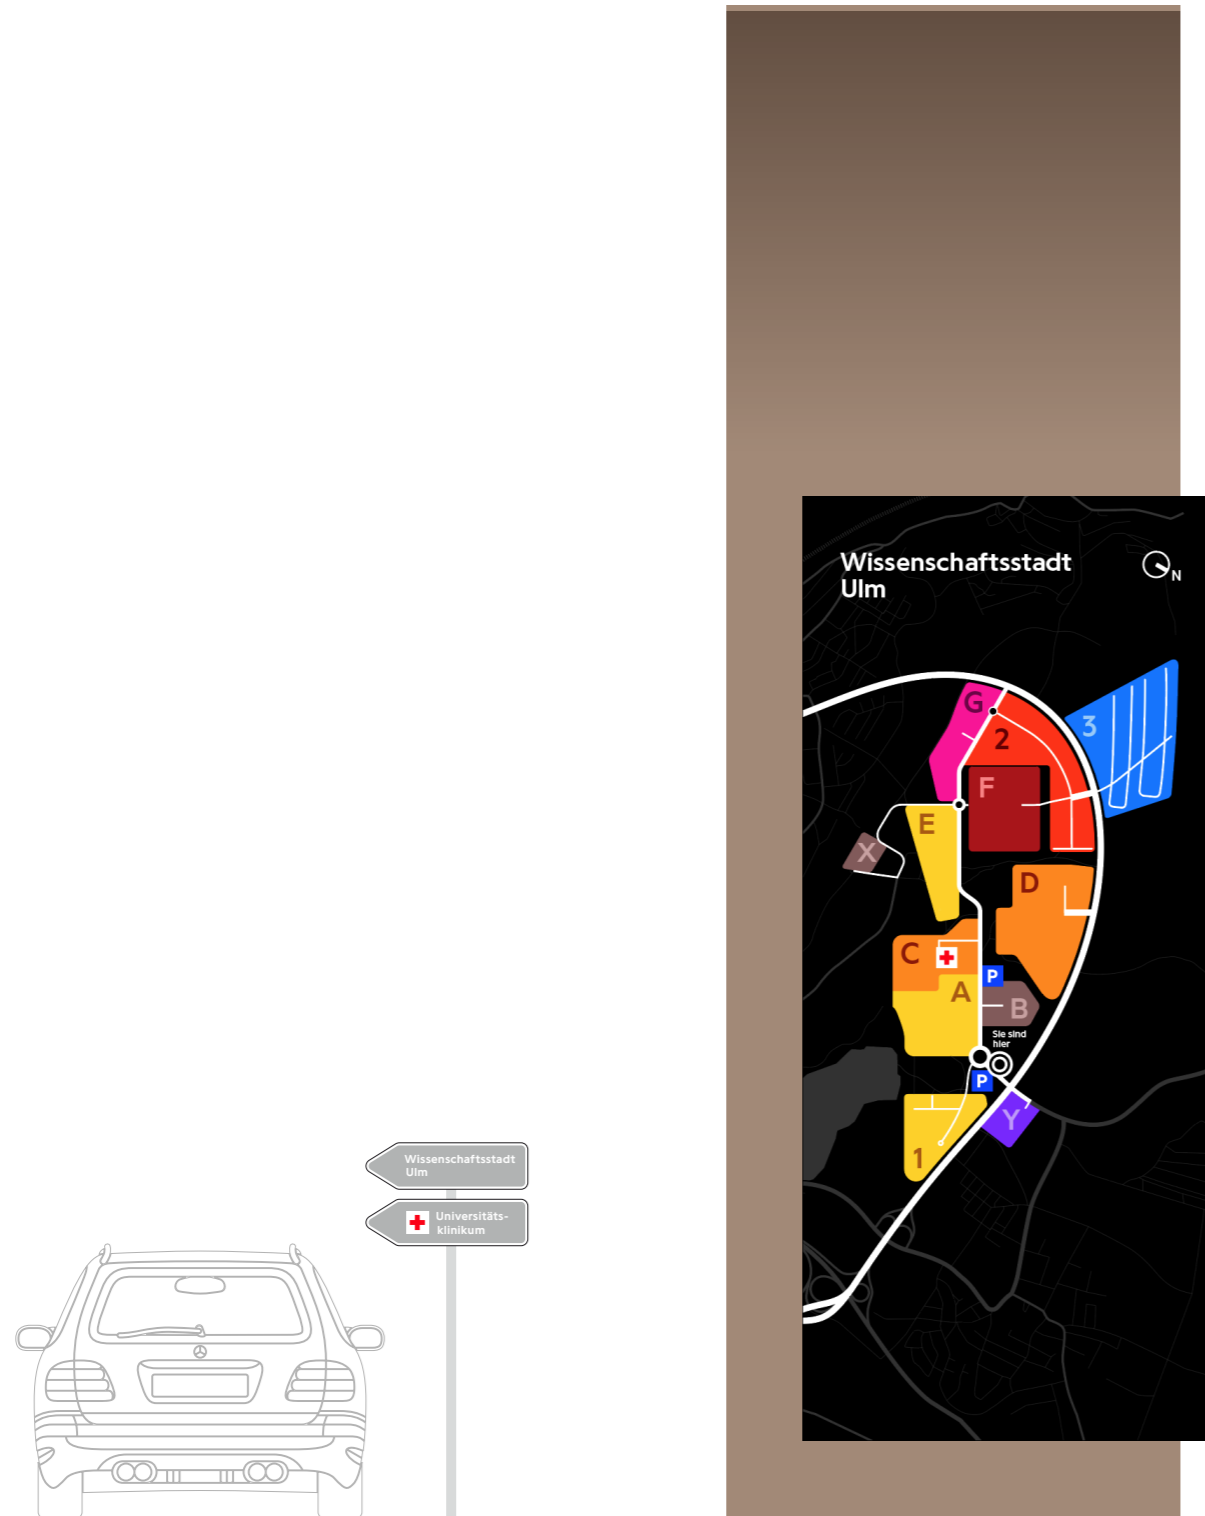 Wissenschaftsstadt
Ulm
N
G
2
3
F
E
X
D
C
P
A
B
Sie sind
hier
P
Y
1
Wissenschaftsstadt
Ulm
Universitäts-
klinikum